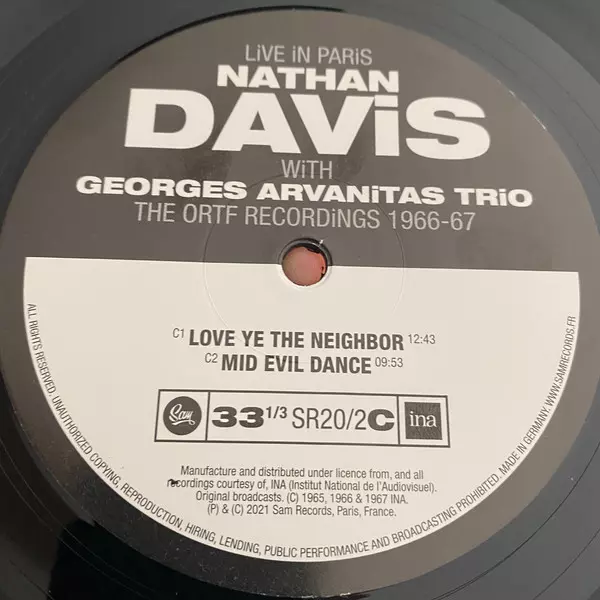 LiVE iN PARiS
NATHAN
DAViS
WiTH
GEORGES ARVANiTAS TRiO
THE ORTF RECORDiNGS 1966-67
C1 LOVE YE THE NEIGHBOR 12:43
C2 MID EVIL DANCE 09:53
Sam 33 1/3 SR20/2C ina
Manufacture and distributed under licence from, and all
recordings courtesy of, INA (Institut National de l'Audiovisuel).
Original broadcasts. (C) 1965, 1966 & 1967 INA.
(P) & (C) 2021 Sam Records, Paris, France.
ALL RIGHTS RESERVED. UNAUTHORIZED COPYING, REPRODUCTION, HIRING, LENDING, PUBLIC PERFORMANCE AND BROADCASTING PROHIBITED. MADE IN GERMANY. WWW.SAMRECORDS.FR